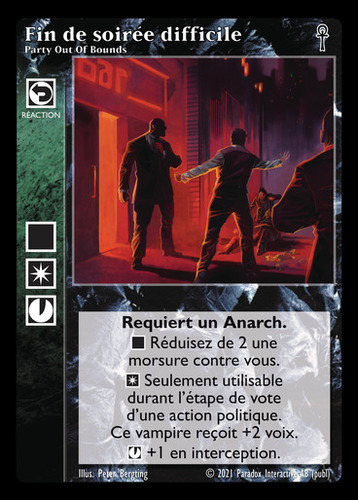 Fin de soirée difficile
Party Out Of Bounds
RÉACTION
Bar
Requiert un Anarch.
Réduisez de 2 une
morsure contre vous.
Seulement utilisable
durant l'étape de vote
d'une action politique.
Ce vampire reçoit +2 voix.
+1 en interception.
Illus. Peter Bergting © 2021 Paradox Interactive AB (publ)